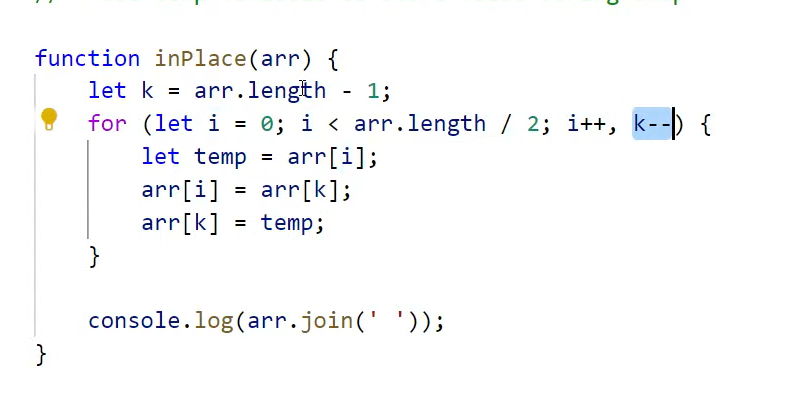 function inPlace(arr) {
    let k = arr.length - 1;
    for (let i = 0; i < arr.length / 2; i++, k--) {
        let temp = arr[i];
        arr[i] = arr[k];
        arr[k] = temp;
    }
    console.log(arr.join(' '));
}